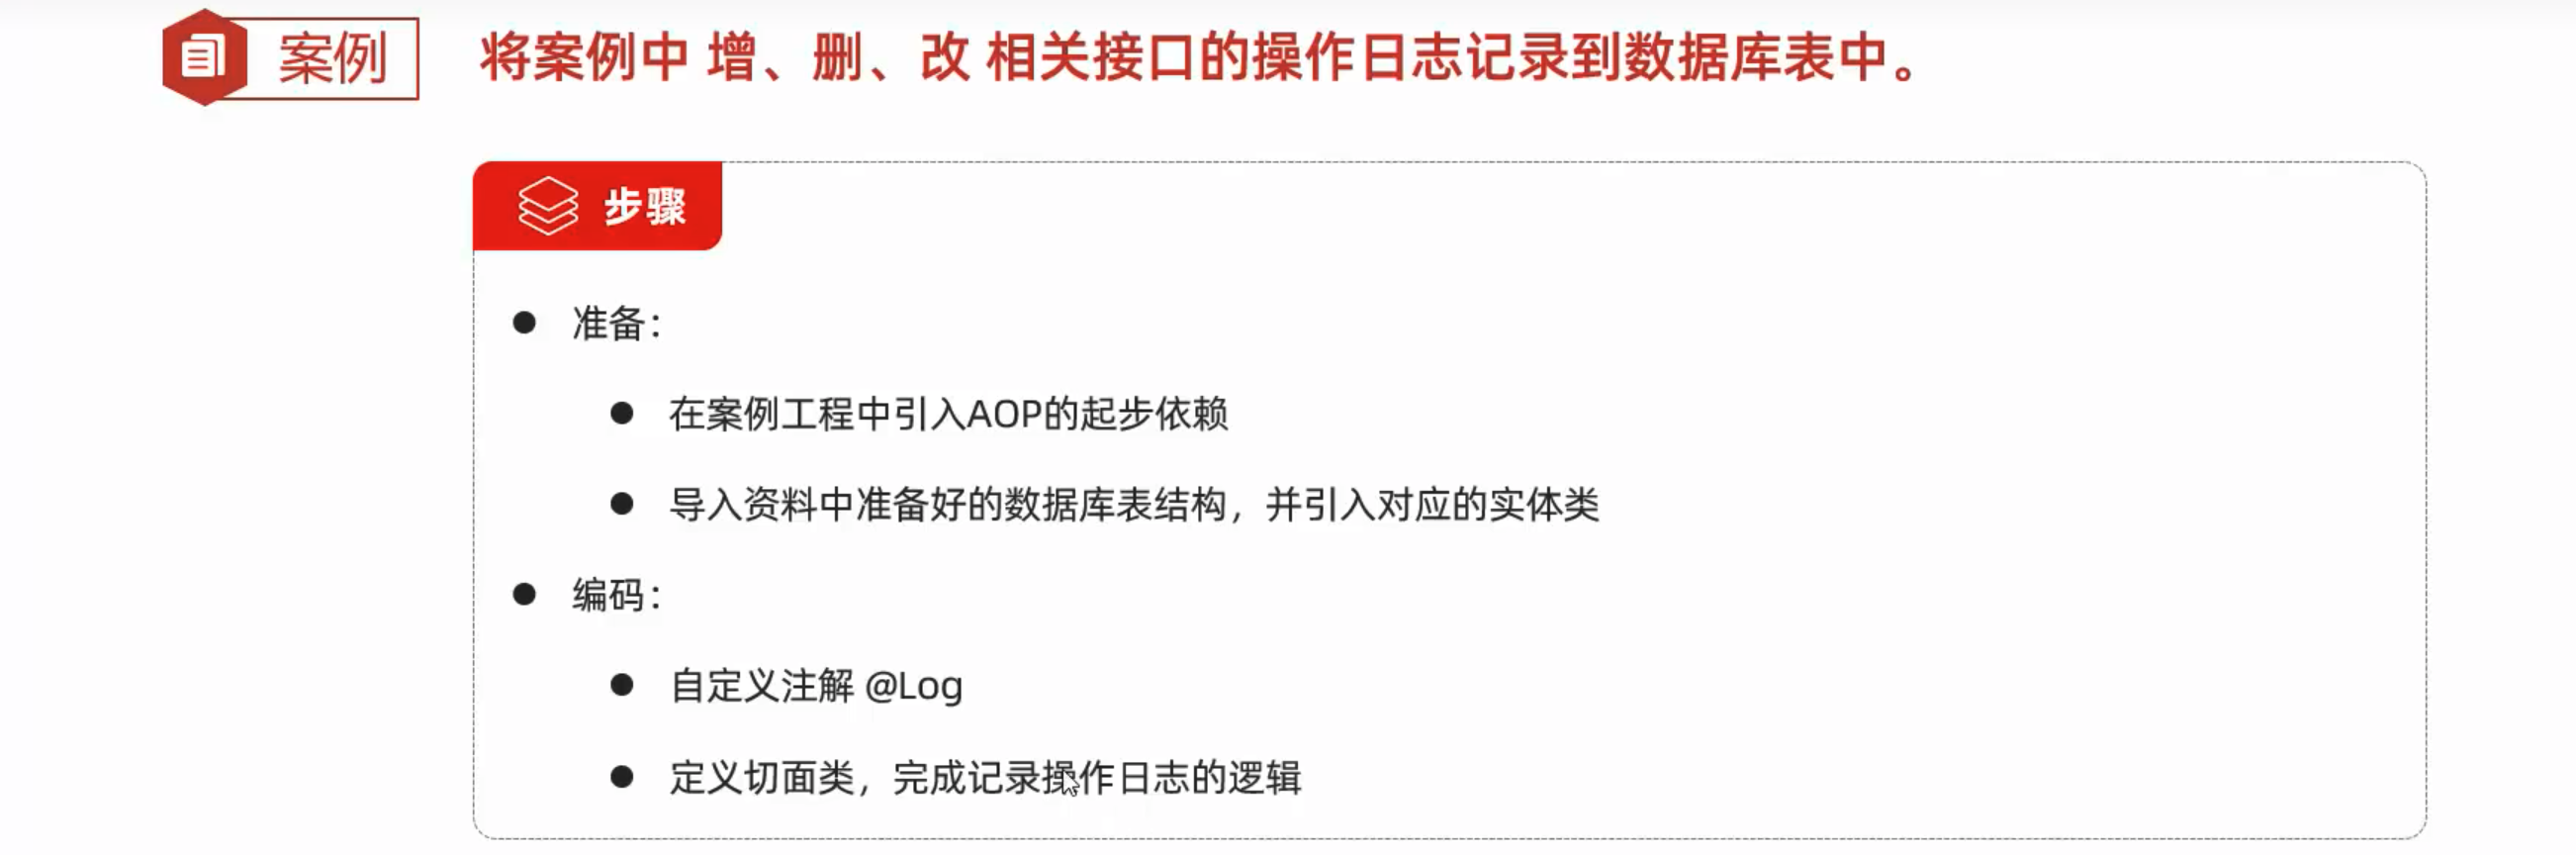 案例
将案例中 增、删、改 相关接口的操作日志记录到数据库表中。
步骤
准备：
在案例工程中引入AOP的起步依赖
导入资料中准备好的数据库表结构，并引入对应的实体类
编码：
自定义注解 @Log
定义切面类，完成记录操作日志的逻辑